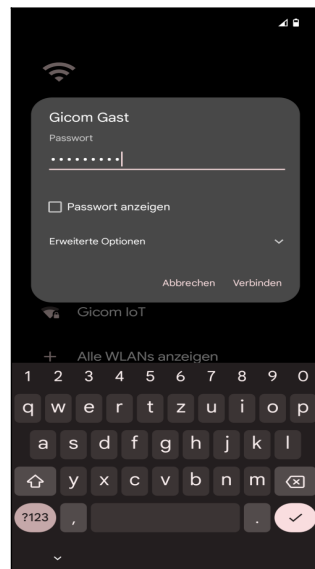 Gicom Gast
Passwort
•••••••••
Passwort anzeigen
Erweiterte Optionen
Abbrechen Verbinden
Gicom IoT
+ Alle WLANs anzeigen
1 2 3 4 5 6 7 8 9 0
q w e r t z u i o p
a s d f g h j k l
y x c v b n m
?123 , .